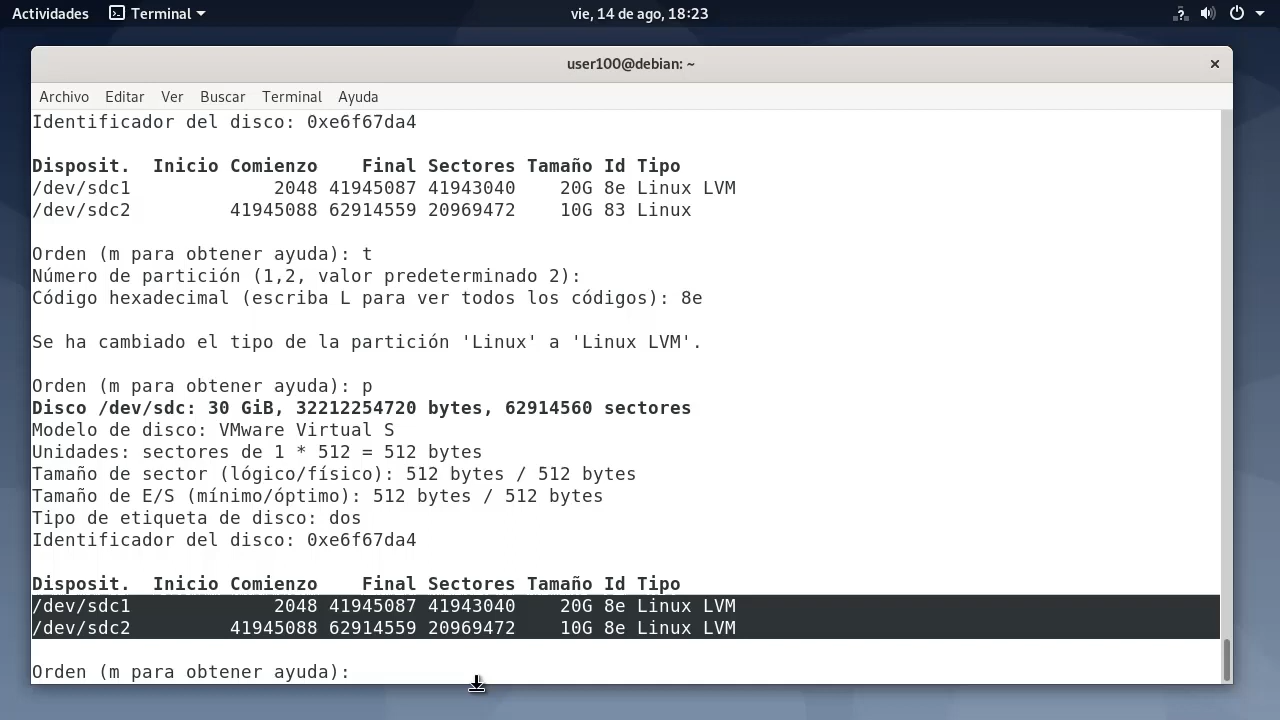 Actividades Terminal vie, 14 de ago, 18:23
user100@debian: ~
Archivo Editar Ver Buscar Terminal Ayuda
Identificador del disco: 0xe6f67da4
Disposit.  Inicio Comienzo    Final Sectores Tamaño Id Tipo
/dev/sdc1             2048 41945087 41943040    20G 8e Linux LVM
/dev/sdc2         41945088 62914559 20969472    10G 83 Linux
Orden (m para obtener ayuda): t
Número de partición (1,2, valor predeterminado 2):
Código hexadecimal (escriba L para ver todos los códigos): 8e
Se ha cambiado el tipo de la partición 'Linux' a 'Linux LVM'.
Orden (m para obtener ayuda): p
Disco /dev/sdc: 30 GiB, 32212254720 bytes, 62914560 sectores
Modelo de disco: VMware Virtual S
Unidades: sectores de 1 * 512 = 512 bytes
Tamaño de sector (lógico/físico): 512 bytes / 512 bytes
Tamaño de E/S (mínimo/óptimo): 512 bytes / 512 bytes
Tipo de etiqueta de disco: dos
Identificador del disco: 0xe6f67da4
Disposit.  Inicio Comienzo    Final Sectores Tamaño Id Tipo
/dev/sdc1             2048 41945087 41943040    20G 8e Linux LVM
/dev/sdc2         41945088 62914559 20969472    10G 8e Linux LVM
Orden (m para obtener ayuda):